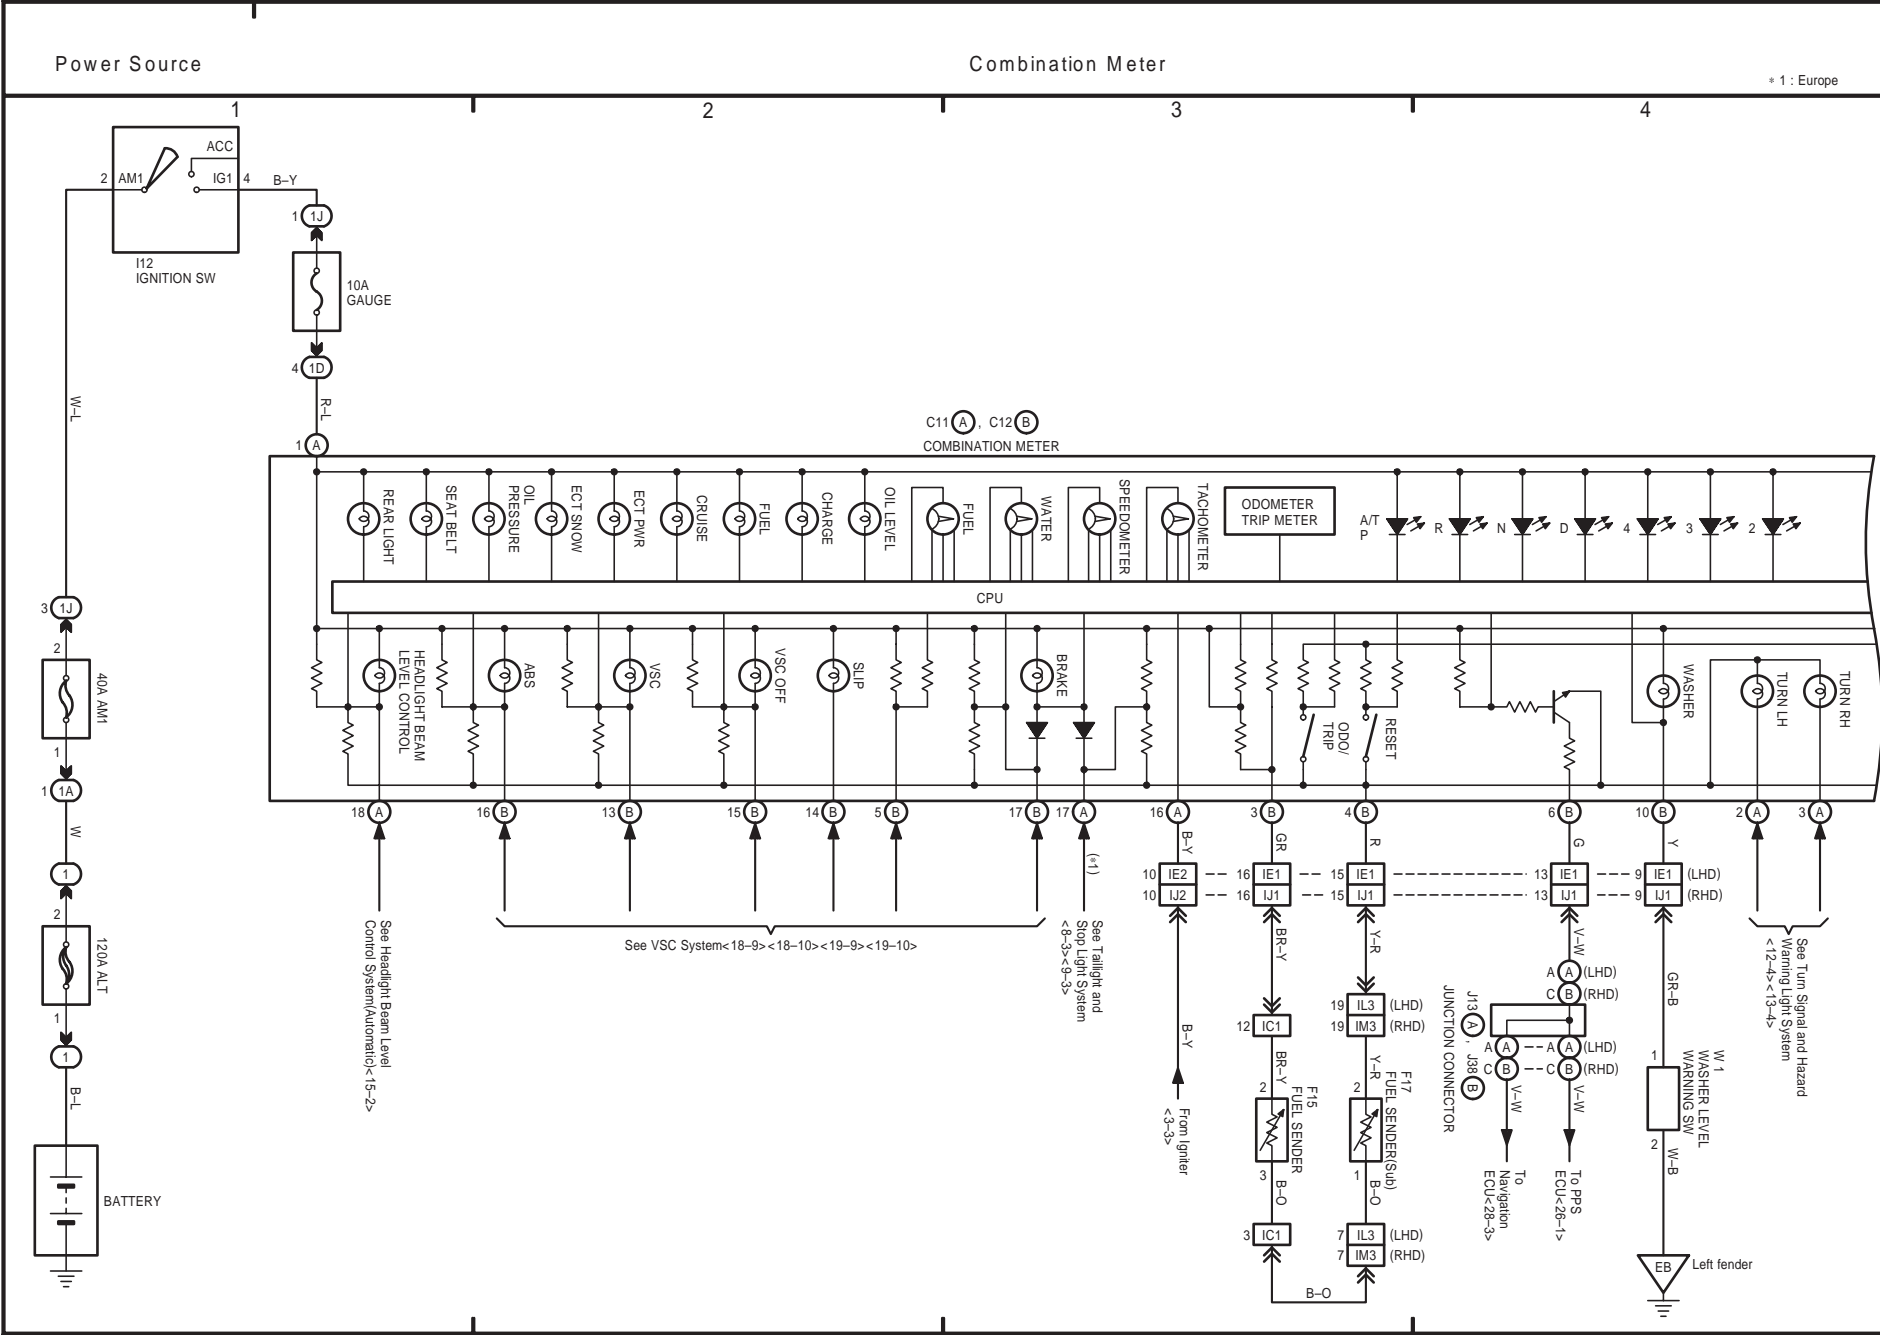 Power Source
Combination Meter
* 1 : Europe
1
2
3
4
ACC
2
AM1
IG1
4
B–Y
I12
IGNITION SW
1
1J
10A
GAUGE
4
1D
R–L
1
A
W–L
3
1J
2
40A AM1
1
1
1A
W
1
2
120A ALT
1
1
B–L
BATTERY
C11 A , C12 B
COMBINATION METER
REAR LIGHT
SEAT BELT
OIL
PRESSURE
ECT SNOW
ECT PWR
CRUISE
FUEL
CHARGE
OIL LEVEL
FUEL
WATER
SPEEDOMETER
TACHOMETER
ODOMETER
TRIP METER
A/T
P
R
N
D
4
3
2
CPU
HEADLIGHT BEAM
LEVEL CONTROL
ABS
VSC
VSC OFF
SLIP
BRAKE
ODO/
TRIP
RESET
WASHER
TURN LH
TURN RH
18 A
16 B
13 B
15 B
14 B
5 B
17 B
17 A
16 A
3 B
4 B
6 B
10 B
2 A
3 A
(*1)
B–Y
GR
R
G
Y
10 IE2
16 IE1
15 IE1
13 IE1
9 IE1 (LHD)
10 IJ2
16 IJ1
15 IJ1
13 IJ1
9 IJ1 (RHD)
See Headlight Beam Level
Control System(Automatic)<15–2>
See VSC System<18–9><18–10><19–9><19–10>
See Taillight and
Stop Light System
<8–3><9–3>
B–Y
From Igniter
<3–3>
BR–Y
12 IC1
BR–Y
2
F15
FUEL SENDER
3
B–O
3 IC1
B–O
Y–R
19 IL3 (LHD)
19 IM3 (RHD)
Y–R
2
F17
FUEL SENDER(Sub)
1
B–O
7 IL3 (LHD)
7 IM3 (RHD)
V–W
A A (LHD)
C B (RHD)
J13 A , J38 B
JUNCTION CONNECTOR
A A
A A (LHD)
C B
C B (RHD)
V–W
V–W
To
Navigation
ECU<28–3>
To PPS
ECU<26–1>
GR–B
1
W 1
WASHER LEVEL
WARNING SW
2
W–B
EB
Left fender
See Turn Signal and Hazard
Warning Light System
<12–4><13–4>